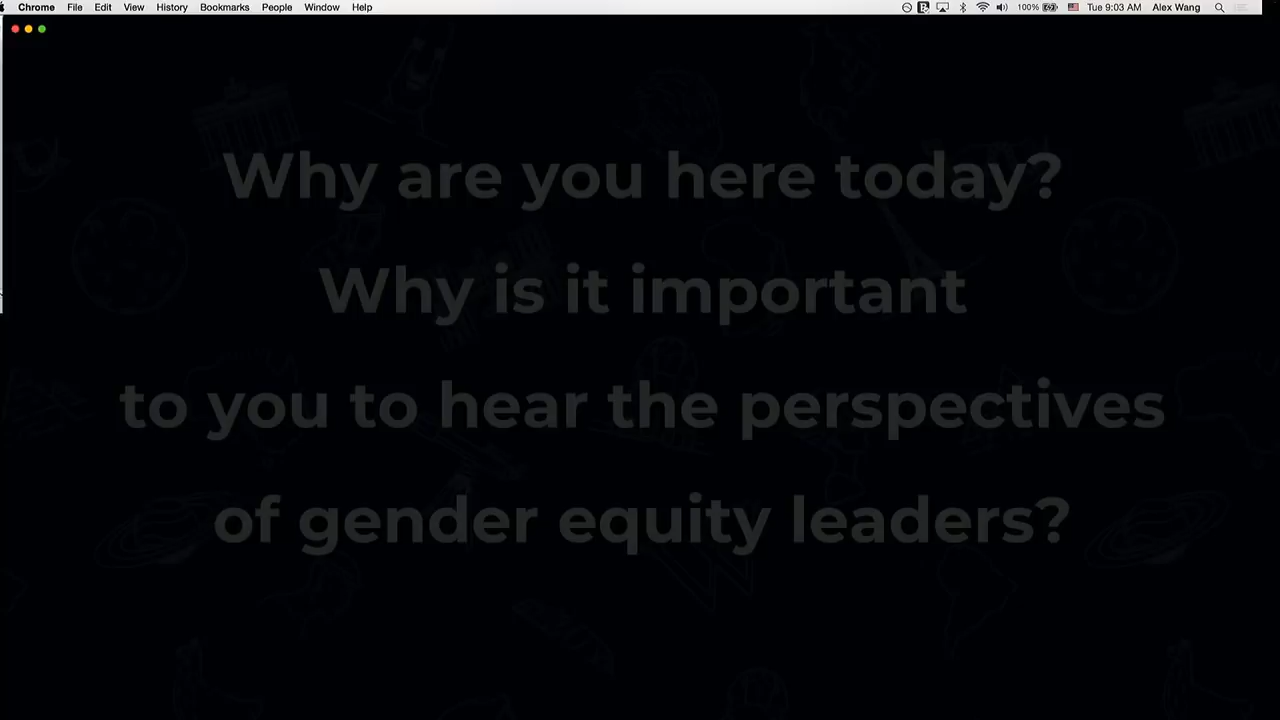 Chrome File Edit View History Bookmarks People Window Help 100% Tue 9:03 AM Alex Wang
Why are you here today?
Why is it important
to you to hear the perspectives
of gender equity leaders?